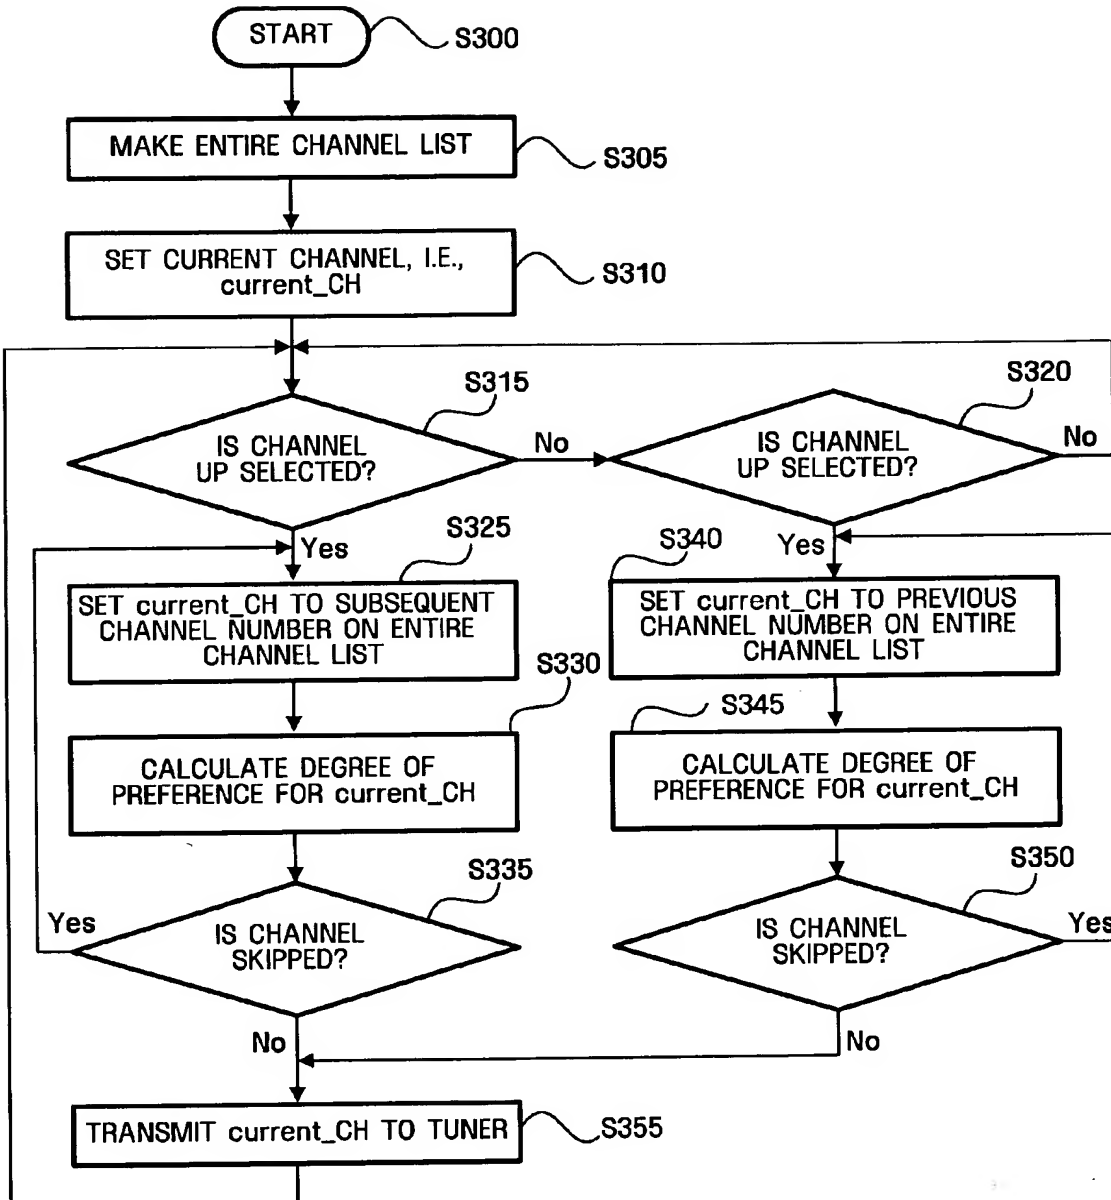 START
S300
MAKE ENTIRE CHANNEL LIST
S305
SET CURRENT CHANNEL, I.E.,
current_CH
S310
S315
IS CHANNEL
UP SELECTED?
No
S320
IS CHANNEL
UP SELECTED?
No
Yes
S325
SET current_CH TO SUBSEQUENT
CHANNEL NUMBER ON ENTIRE
CHANNEL LIST
Yes
S340
SET current_CH TO PREVIOUS
CHANNEL NUMBER ON ENTIRE
CHANNEL LIST
S330
CALCULATE DEGREE OF
PREFERENCE FOR current_CH
S345
CALCULATE DEGREE OF
PREFERENCE FOR current_CH
S335
IS CHANNEL
SKIPPED?
Yes
No
S350
IS CHANNEL
SKIPPED?
Yes
No
TRANSMIT current_CH TO TUNER
S355